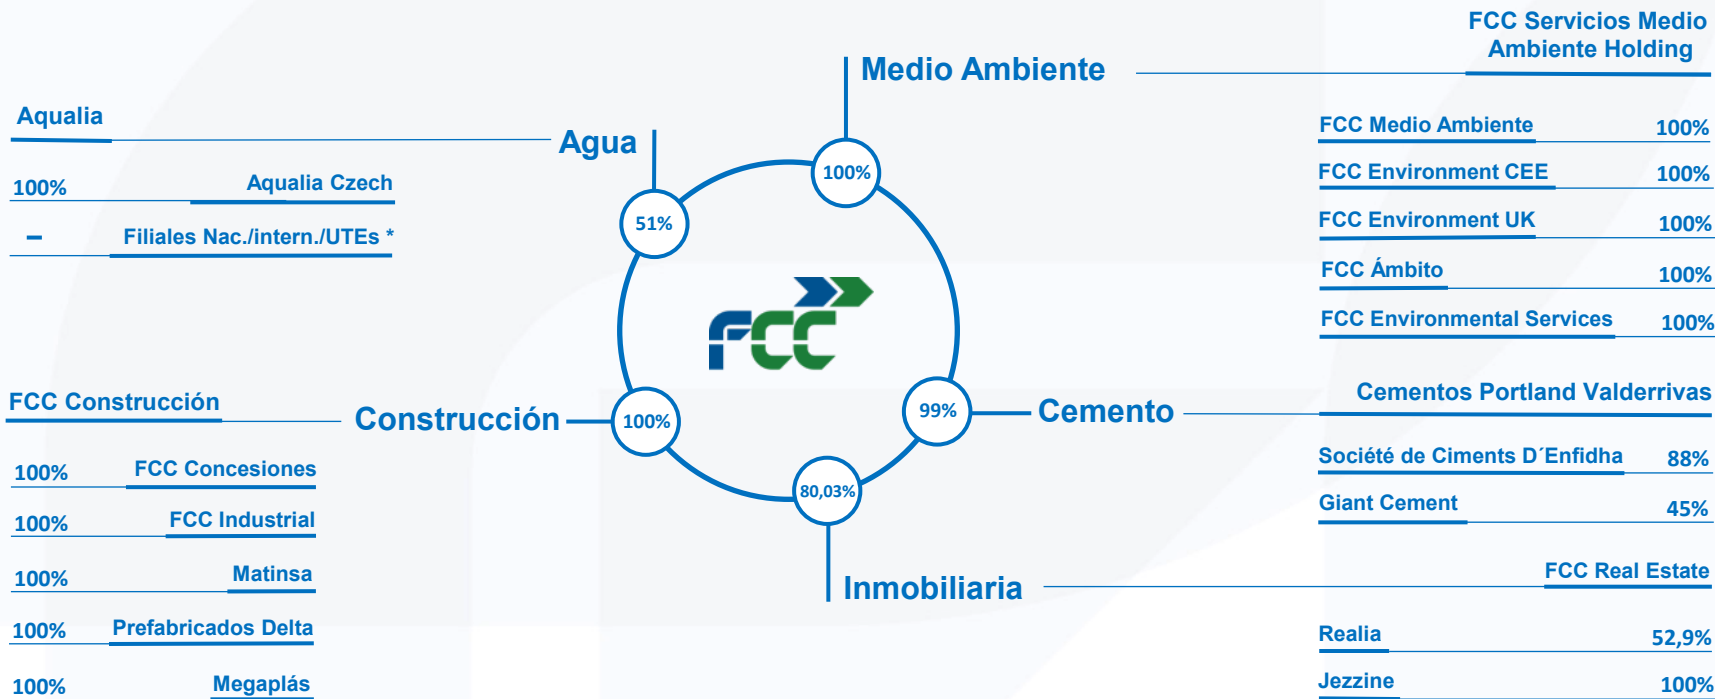 FCC Servicios Medio
Ambiente Holding
Medio Ambiente
FCC Medio Ambiente 100%
FCC Environment CEE 100%
FCC Environment UK 100%
FCC Ámbito 100%
FCC Environmental Services 100%
100%
Aqualia
Agua
100% Aqualia Czech
– Filiales Nac./intern./UTEs *
51%
FCC
FCC Construcción
Construcción
100%
100% FCC Concesiones
100% FCC Industrial
100% Matinsa
100% Prefabricados Delta
100% Megaplás
99%
Cemento
Cementos Portland Valderrivas
Société de Ciments D´Enfidha 88%
Giant Cement 45%
80,03%
Inmobiliaria
FCC Real Estate
Realia 52,9%
Jezzine 100%